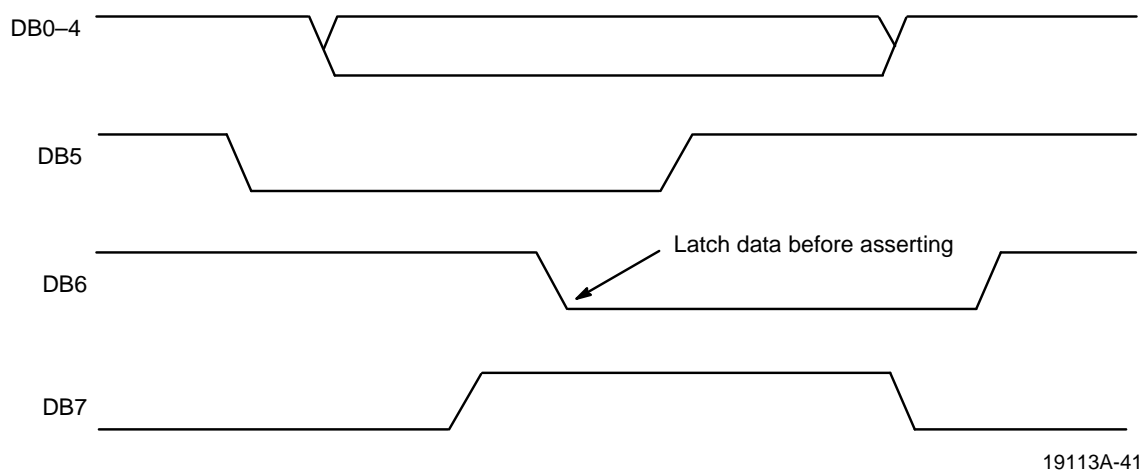 DB0–4
DB5
Latch data before asserting
DB6
DB7
19113A-41